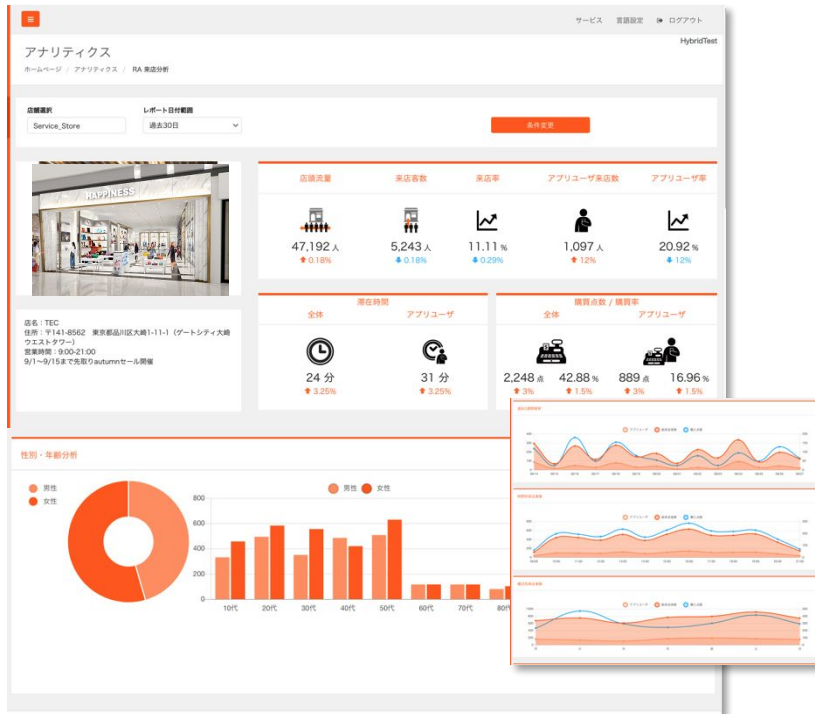 サービス 言語設定 ログアウト
アナリティクス
HybridTest
ホームページ / アナリティクス / RA 来店分析
店舗選択 レポート日付範囲
Service_Store 過去30日 条件変更
HAPPINESS
店頭流量 来店客数 来店率 アプリユーザ来店数 アプリユーザ率
47,192 人 5,243 人 11.11 % 1,097 人 20.92 %
0.18% 0.18% 0.29% 12% 12%
滞在時間 購買点数 / 購買率
全体 アプリユーザ 全体 アプリユーザ
24 分 31 分 2,248 点 42.88 % 889 点 16.96 %
3.25% 3.25% 3% 1.5% 3% 1.5%
店名：TEC
住所：〒141-8562 東京都品川区大崎1-11-1（ゲートシティ大崎
ウエストタワー）
営業時間：9:00-21:00
9/1～9/15まで先取りautumnセール開催
性別・年齢分析
男性
女性
男性 女性
800
600
400
200
0
10代 20代 30代 40代 50代 60代 70代 80代